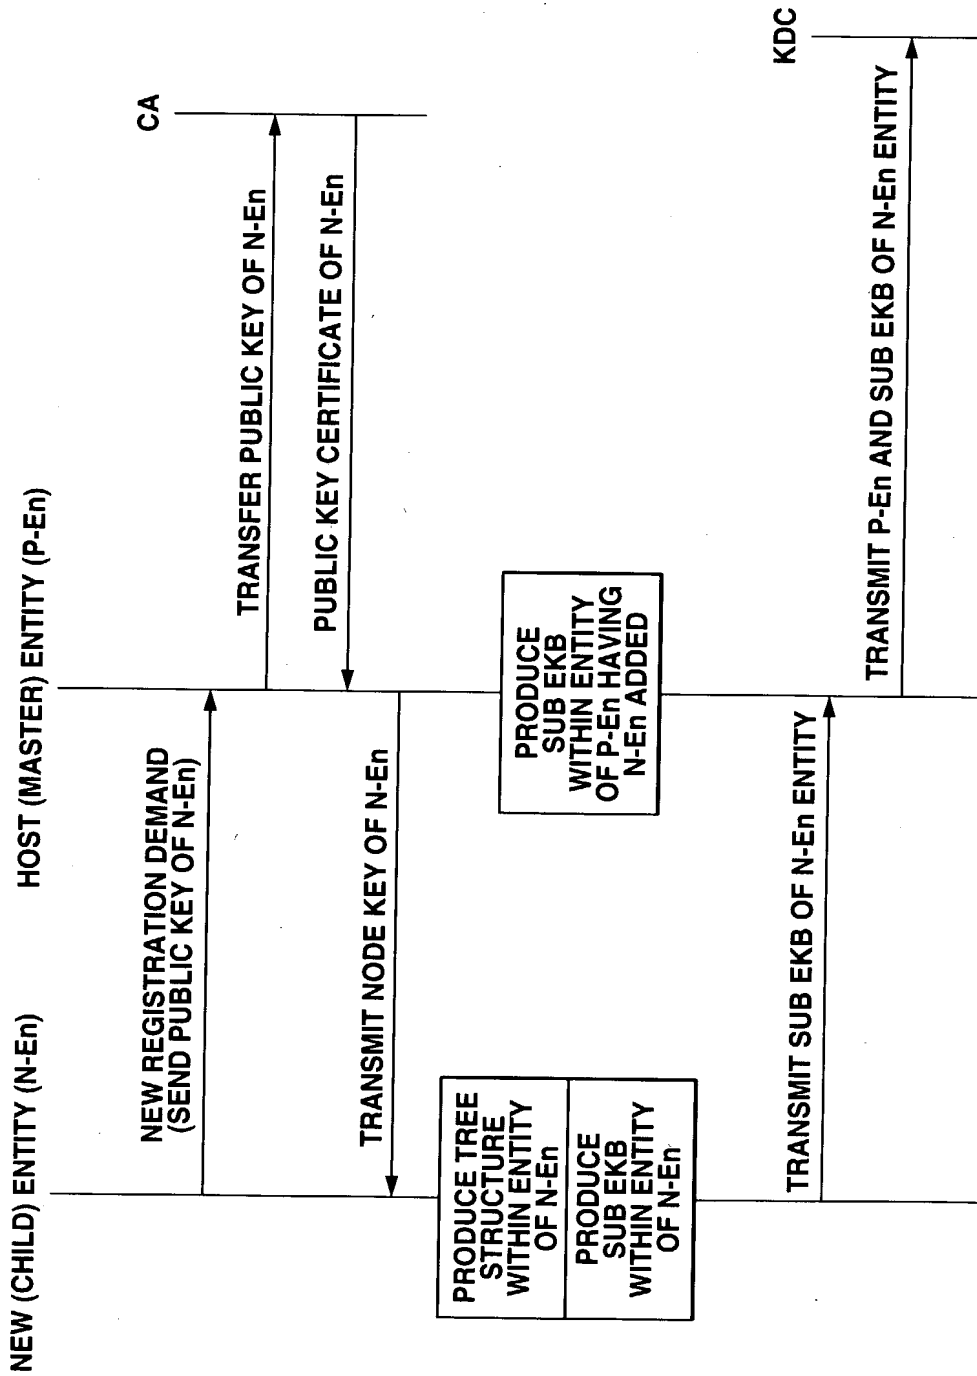 NEW (CHILD) ENTITY (N-En)
HOST (MASTER) ENTITY (P-En)
CA
KDC
NEW REGISTRATION DEMAND
(SEND PUBLIC KEY OF N-En)
TRANSFER PUBLIC KEY OF N-En
PUBLIC KEY CERTIFICATE OF N-En
TRANSMIT NODE KEY OF N-En
PRODUCE TREE
STRUCTURE
WITHIN ENTITY
OF N-En
PRODUCE
SUB EKB
WITHIN ENTITY
OF N-En
PRODUCE
SUB EKB
WITHIN ENTITY
OF P-En HAVING
N-En ADDED
TRANSMIT SUB EKB OF N-En ENTITY
TRANSMIT P-En AND SUB EKB OF N-En ENTITY